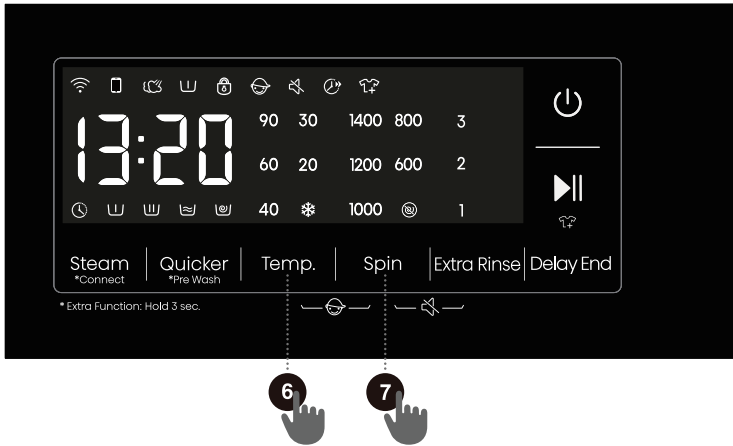 13:20
90 30 1400 800 3
60 20 1200 600 2
40 1000 1
Steam Quicker Temp. Spin Extra Rinse Delay End
*Connect *Pre Wash
* Extra Function: Hold 3 sec.
6 7